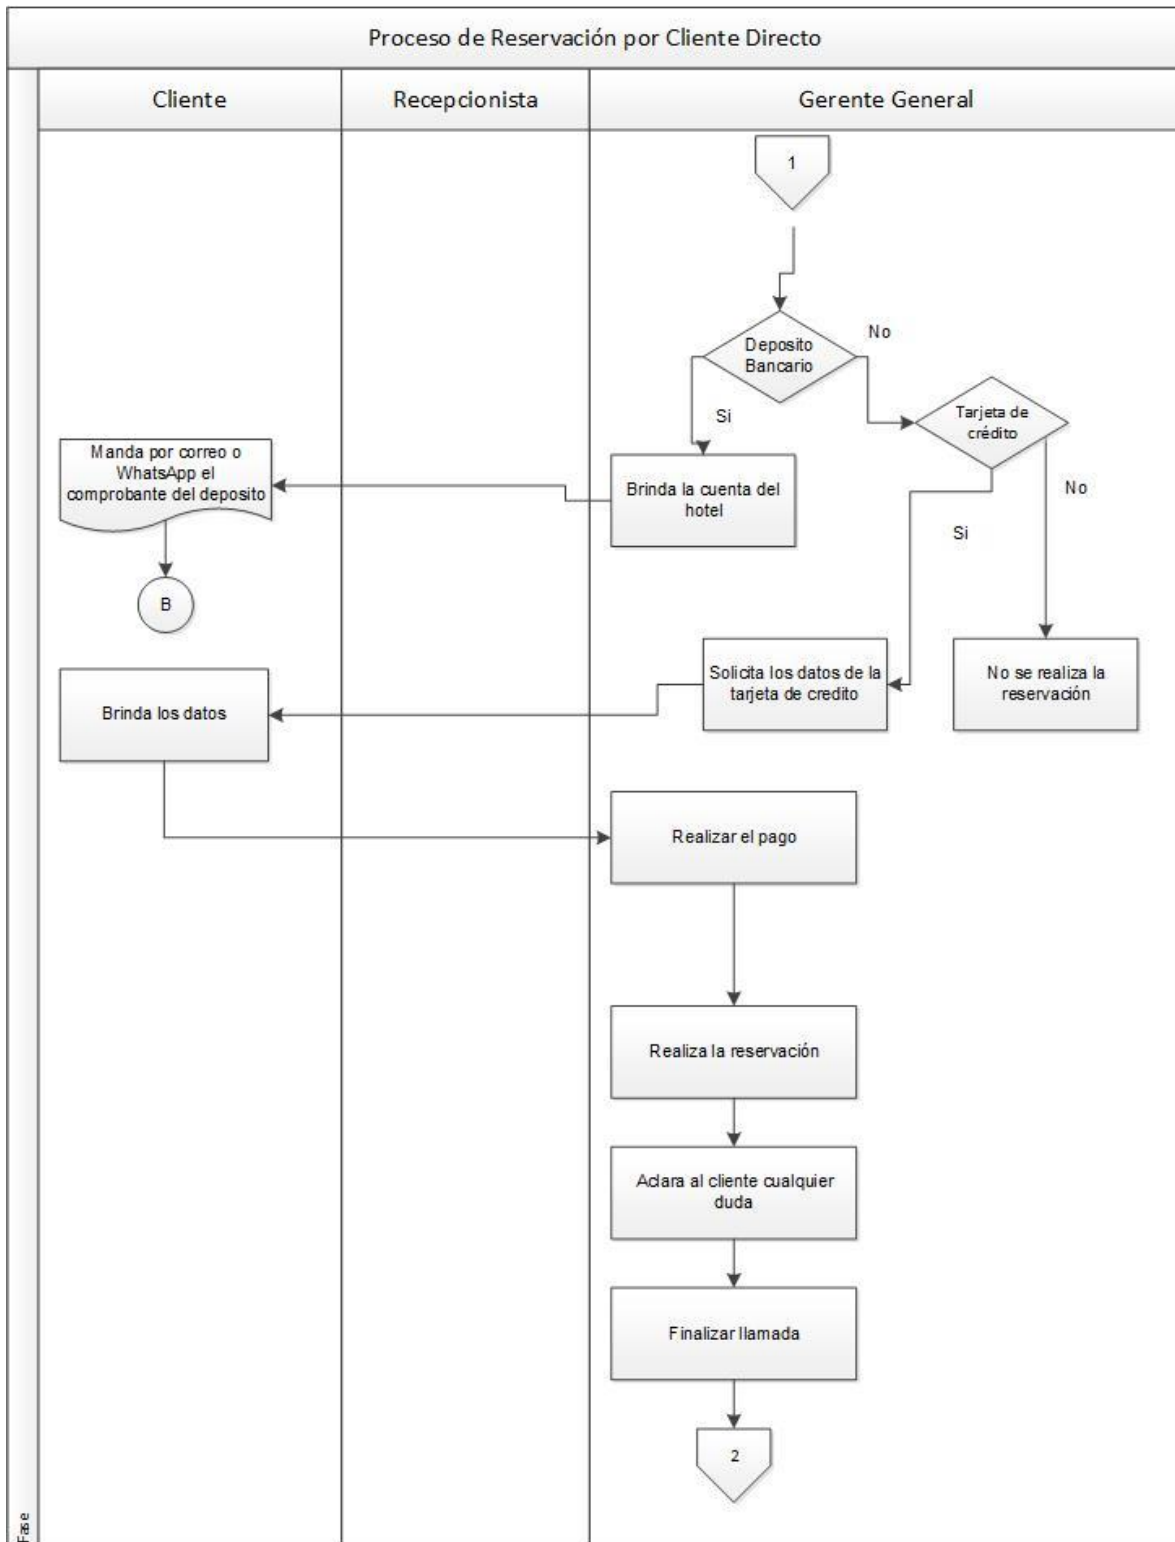 Proceso de Reservación por Cliente Directo
Cliente
Recepcionista
Gerente General
1
Deposito
Bancario
No
Si
Tarjeta de
crédito
Manda por correo o
WhatsApp el
comprobante del deposito
Brinda la cuenta del
hotel
No
Si
B
Solicita los datos de la
tarjeta de credito
No se realiza la
reservación
Brinda los datos
Realizar el pago
Realiza la reservación
Aclara al cliente cualquier
duda
Finalizar llamada
2
Fase